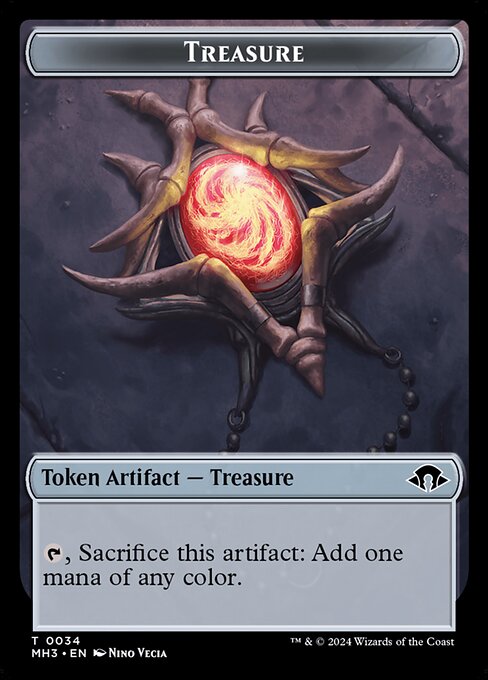 Treasure
Token Artifact — Treasure
, Sacrifice this artifact: Add one
mana of any color.
T 0034
MH3 • EN Nino Vecia
™ & © 2024 Wizards of the Coast